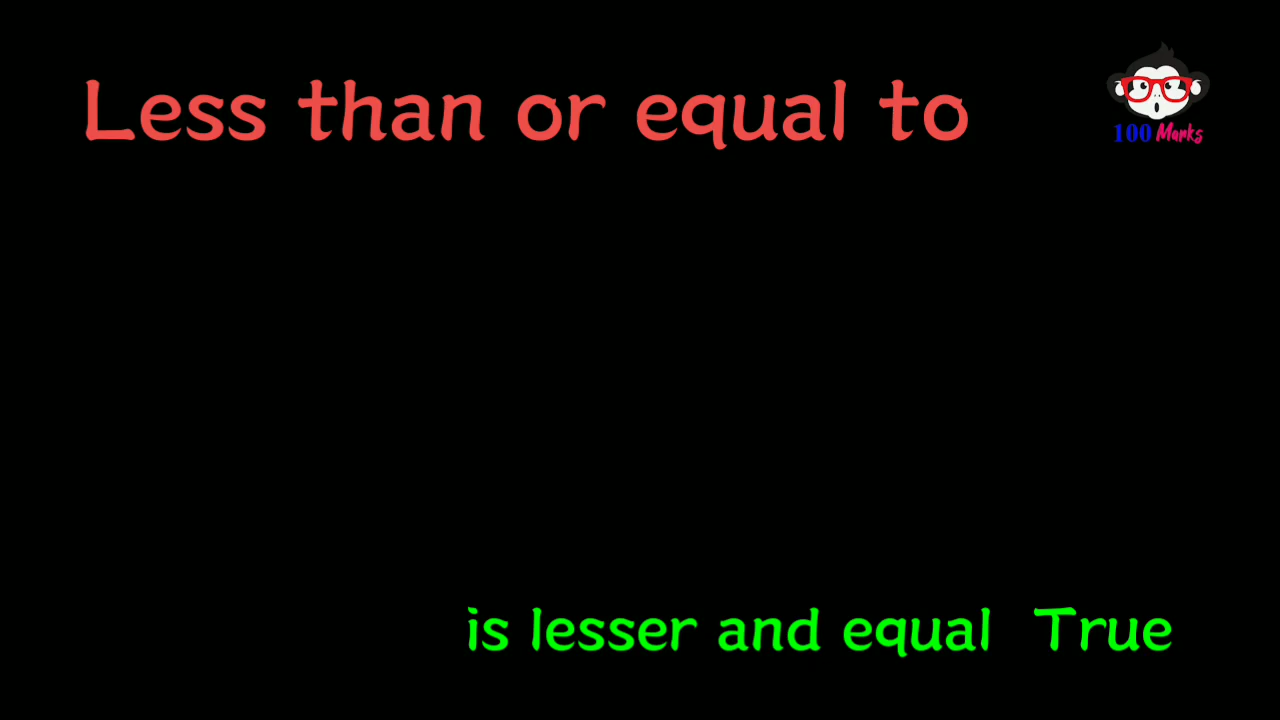 Less than or equal to
100 Marks
is lesser and equal True